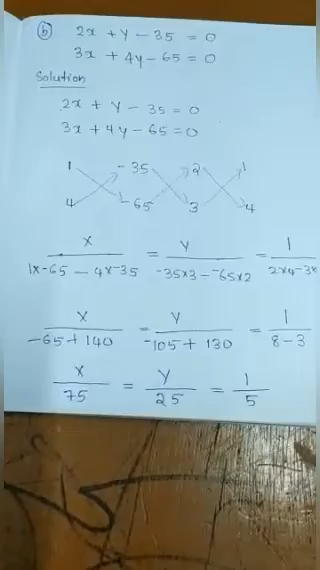 (b) 2x + y - 35 = 0
3x + 4y - 65 = 0
Solution
2x + y - 35 = 0
3x + 4y - 65 = 0
1 -35 2 1
4 -65 3 4
x / (1x-65 - 4x-35) = y / (-35x3 - -65x2) = 1 / (2x4-3x
x / (-65+140) = y / (-105+130) = 1 / (8-3)
x / 75 = y / 25 = 1 / 5